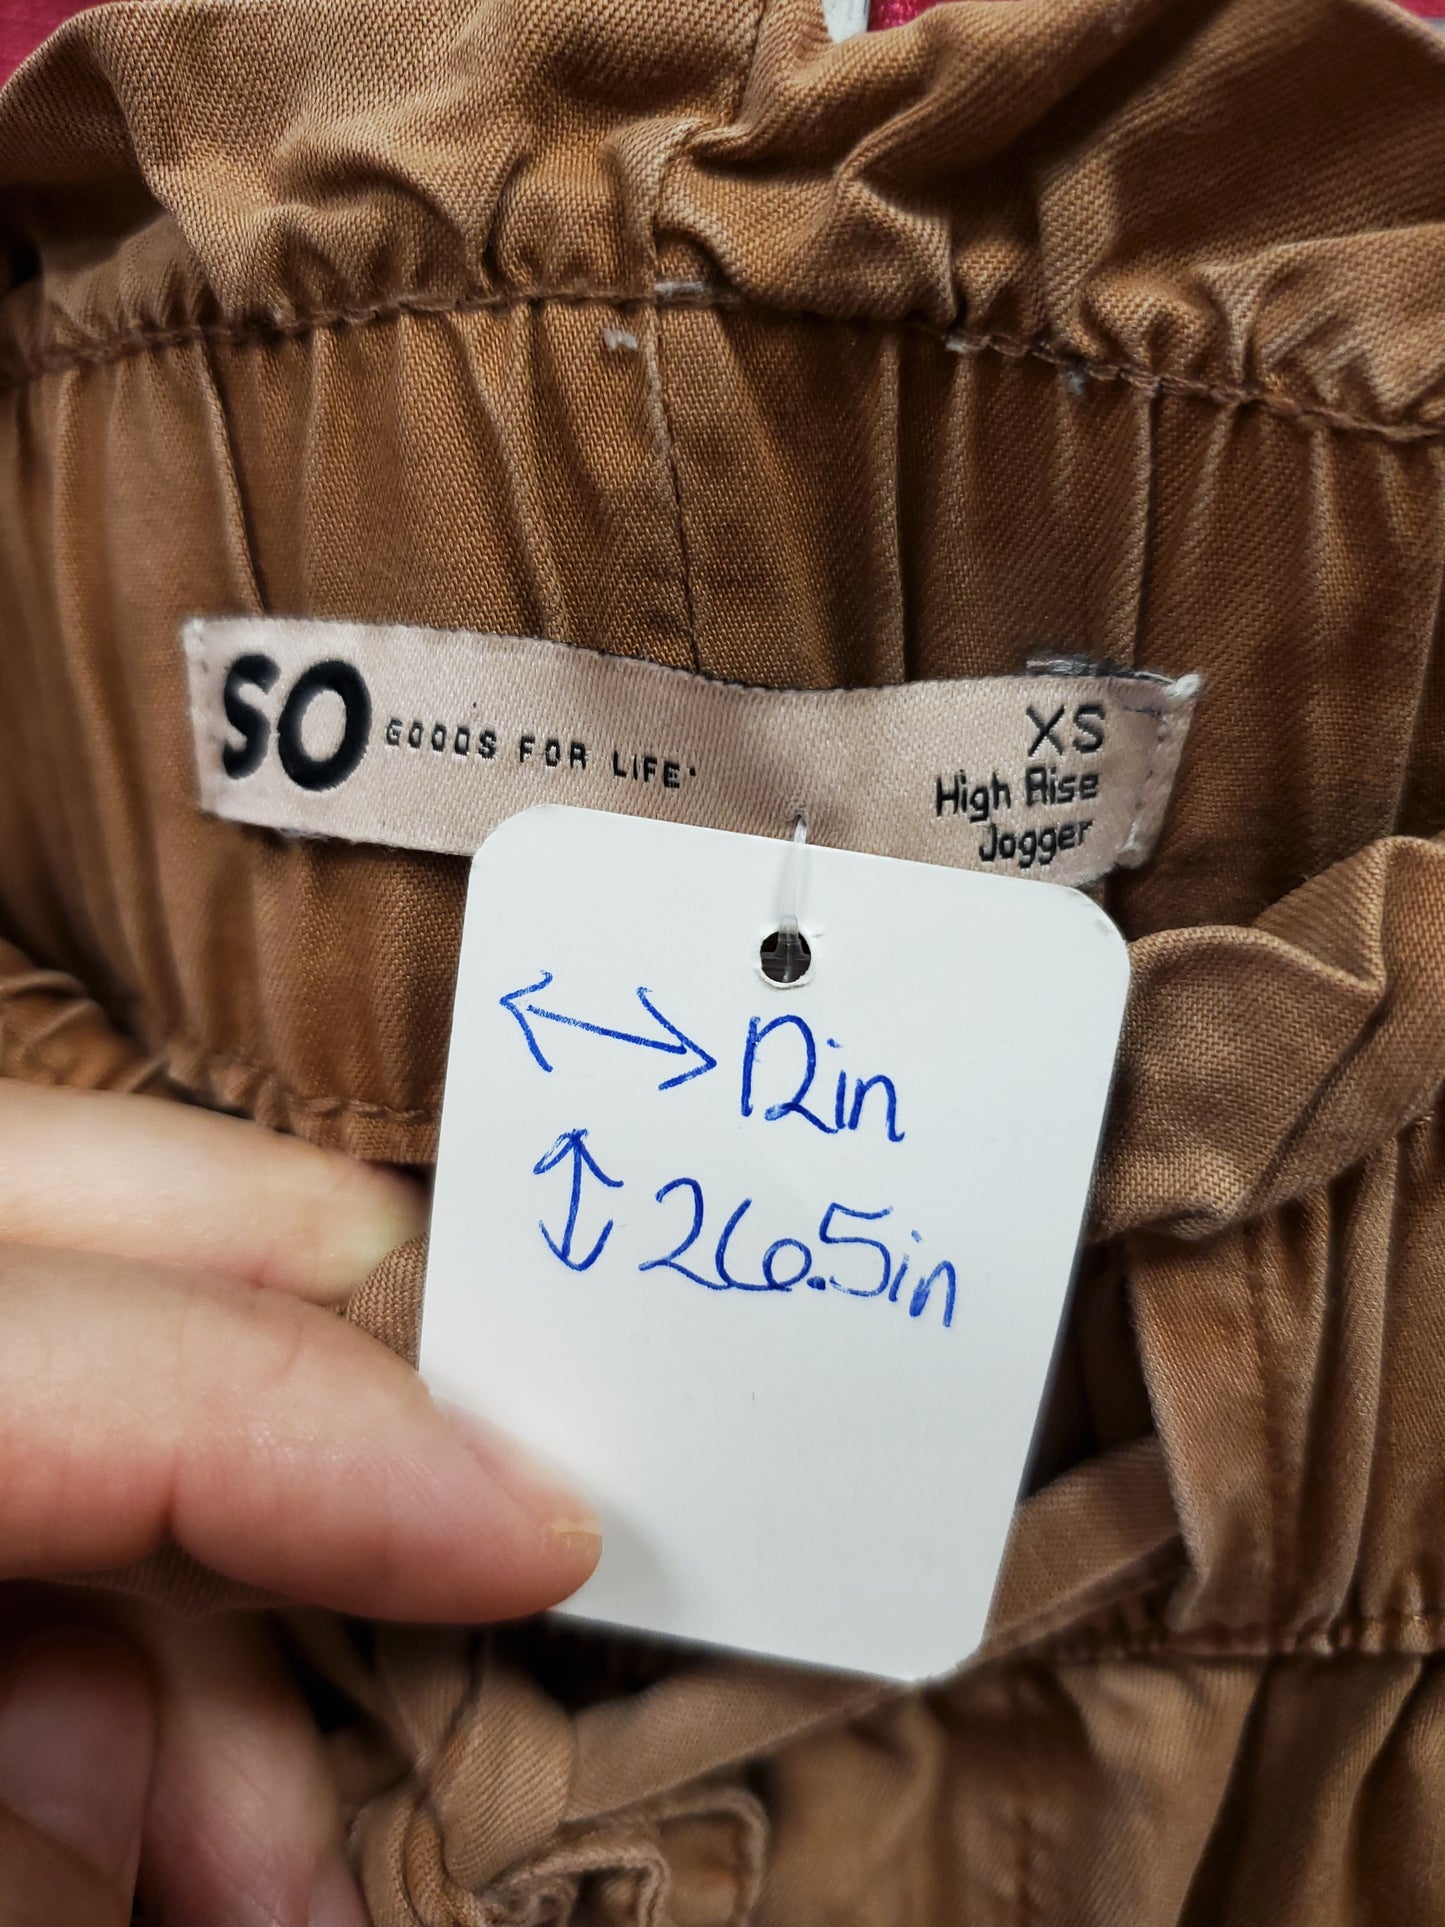 SO GOODS FOR LIFE
XS
High Rise
Jogger
↔ 12in
↕ 26.5in